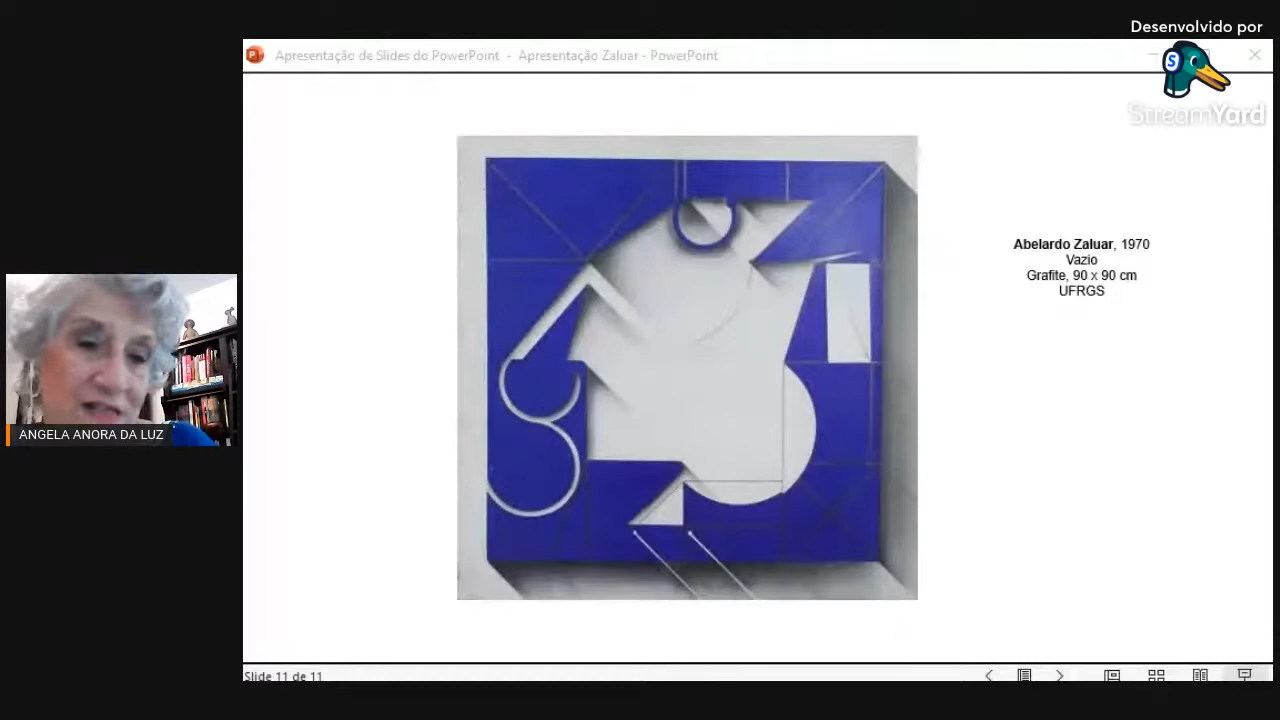 Desenvolvido por
StreamYard
Apresentação de Slides do PowerPoint - Apresentação Zaluar - PowerPoint
Abelardo Zaluar, 1970
Vazio
Grafite, 90 x 90 cm
UFRGS
ANGELA ANORA DA LUZ
Slide 11 de 11